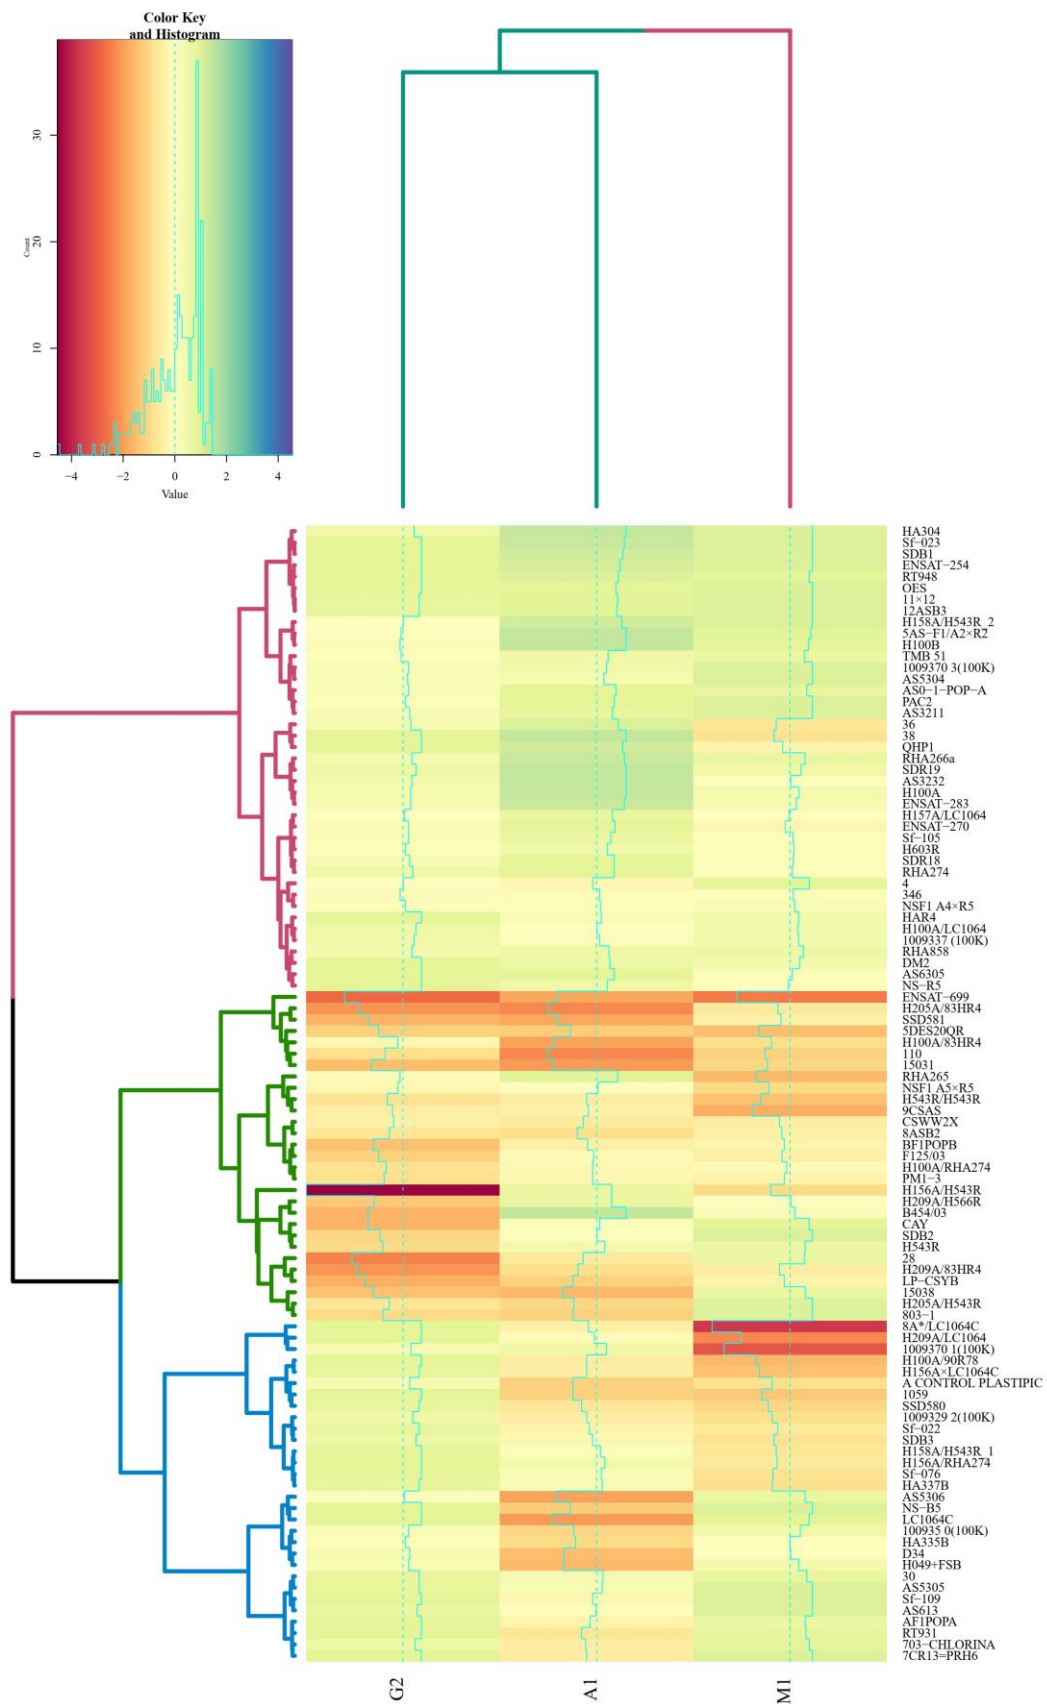 Color Key
and Histogram
Count
0
10
20
30
−4
−2
0
2
4
Value
HA304
Sf−023
SDB1
ENSAT−254
RT948
OES
11×12
12ASB3
H158A/H543R_2
5AS−F1/A2×R2
H100B
TMB 51
1009370 3(100K)
AS5304
AS0−1−POP−A
PAC2
AS3211
36
38
QHP1
RHA266a
SDR19
AS3232
H100A
ENSAT−283
H157A/LC1064
ENSAT−270
Sf−105
H603R
SDR18
RHA274
4
346
NSF1 A4×R5
HAR4
H100A/LC1064
1009337 (100K)
RHA858
DM2
AS6305
NS−R5
ENSAT−699
H205A/83HR4
SSD581
5DES20QR
H100A/83HR4
110
15031
RHA265
NSF1 A5×R5
H543R/H543R
9CSAS
CSWW2X
8ASB2
BF1POPB
F125/03
H100A/RHA274
PM1−3
H156A/H543R
H209A/H566R
B454/03
CAY
SDB2
H543R
28
H209A/83HR4
LP−CSYB
15038
H205A/H543R
803−1
8A*/LC1064C
H209A/LC1064
1009370 1(100K)
H100A/90R78
H156A×LC1064C
A CONTROL PLASTIPIC
1059
SSD580
1009329 2(100K)
Sf−022
SDB3
H158A/H543R_1
H156A/RHA274
Sf−076
HA337B
AS5306
NS−B5
LC1064C
100935 0(100K)
HA335B
D34
H049+FSB
30
AS5305
Sf−109
AS613
AF1POPA
RT931
703−CHLORINA
7CR13=PRH6
G2
A1
M1